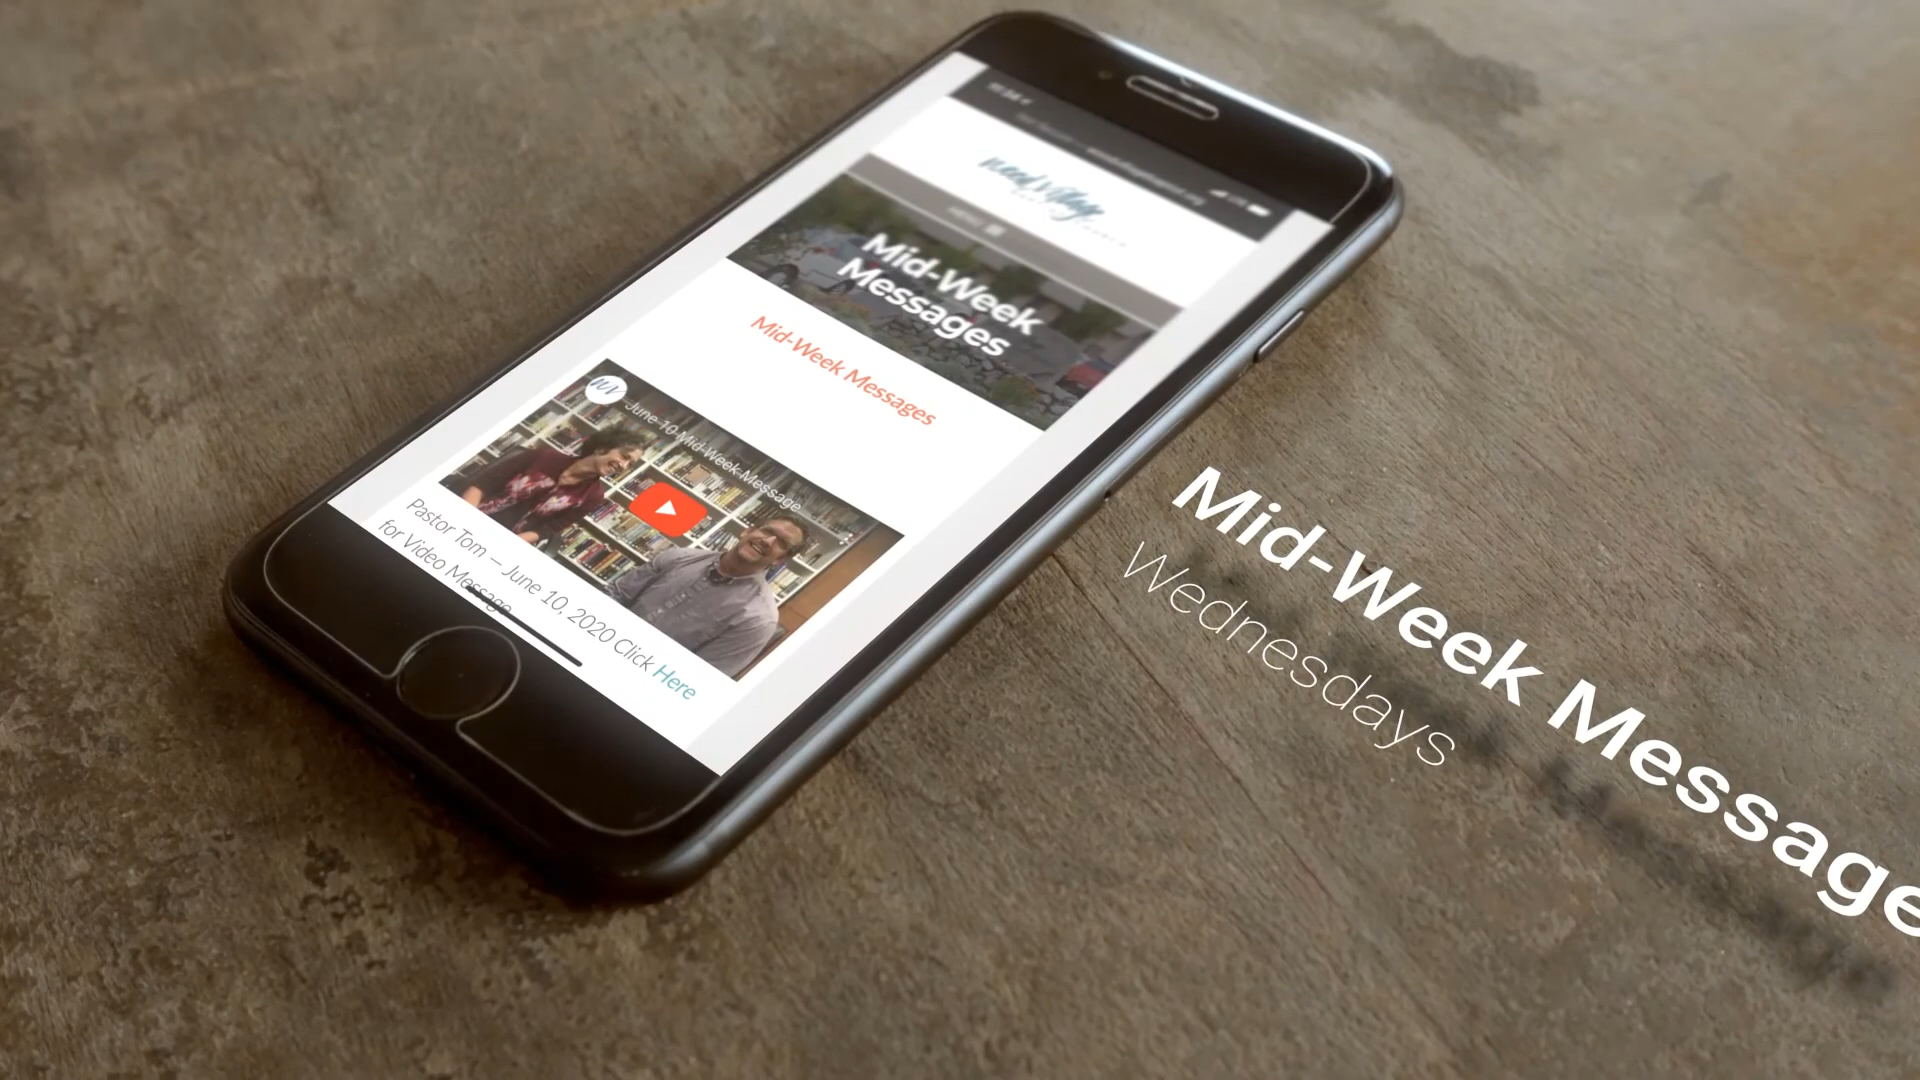 Mid-Week
Messages
Mid-Week Messages
June 10 Mid-Week Message
Pastor Tom — June 10, 2020 Click Here
for Video Message
Mid-Week Message
Wednesdays